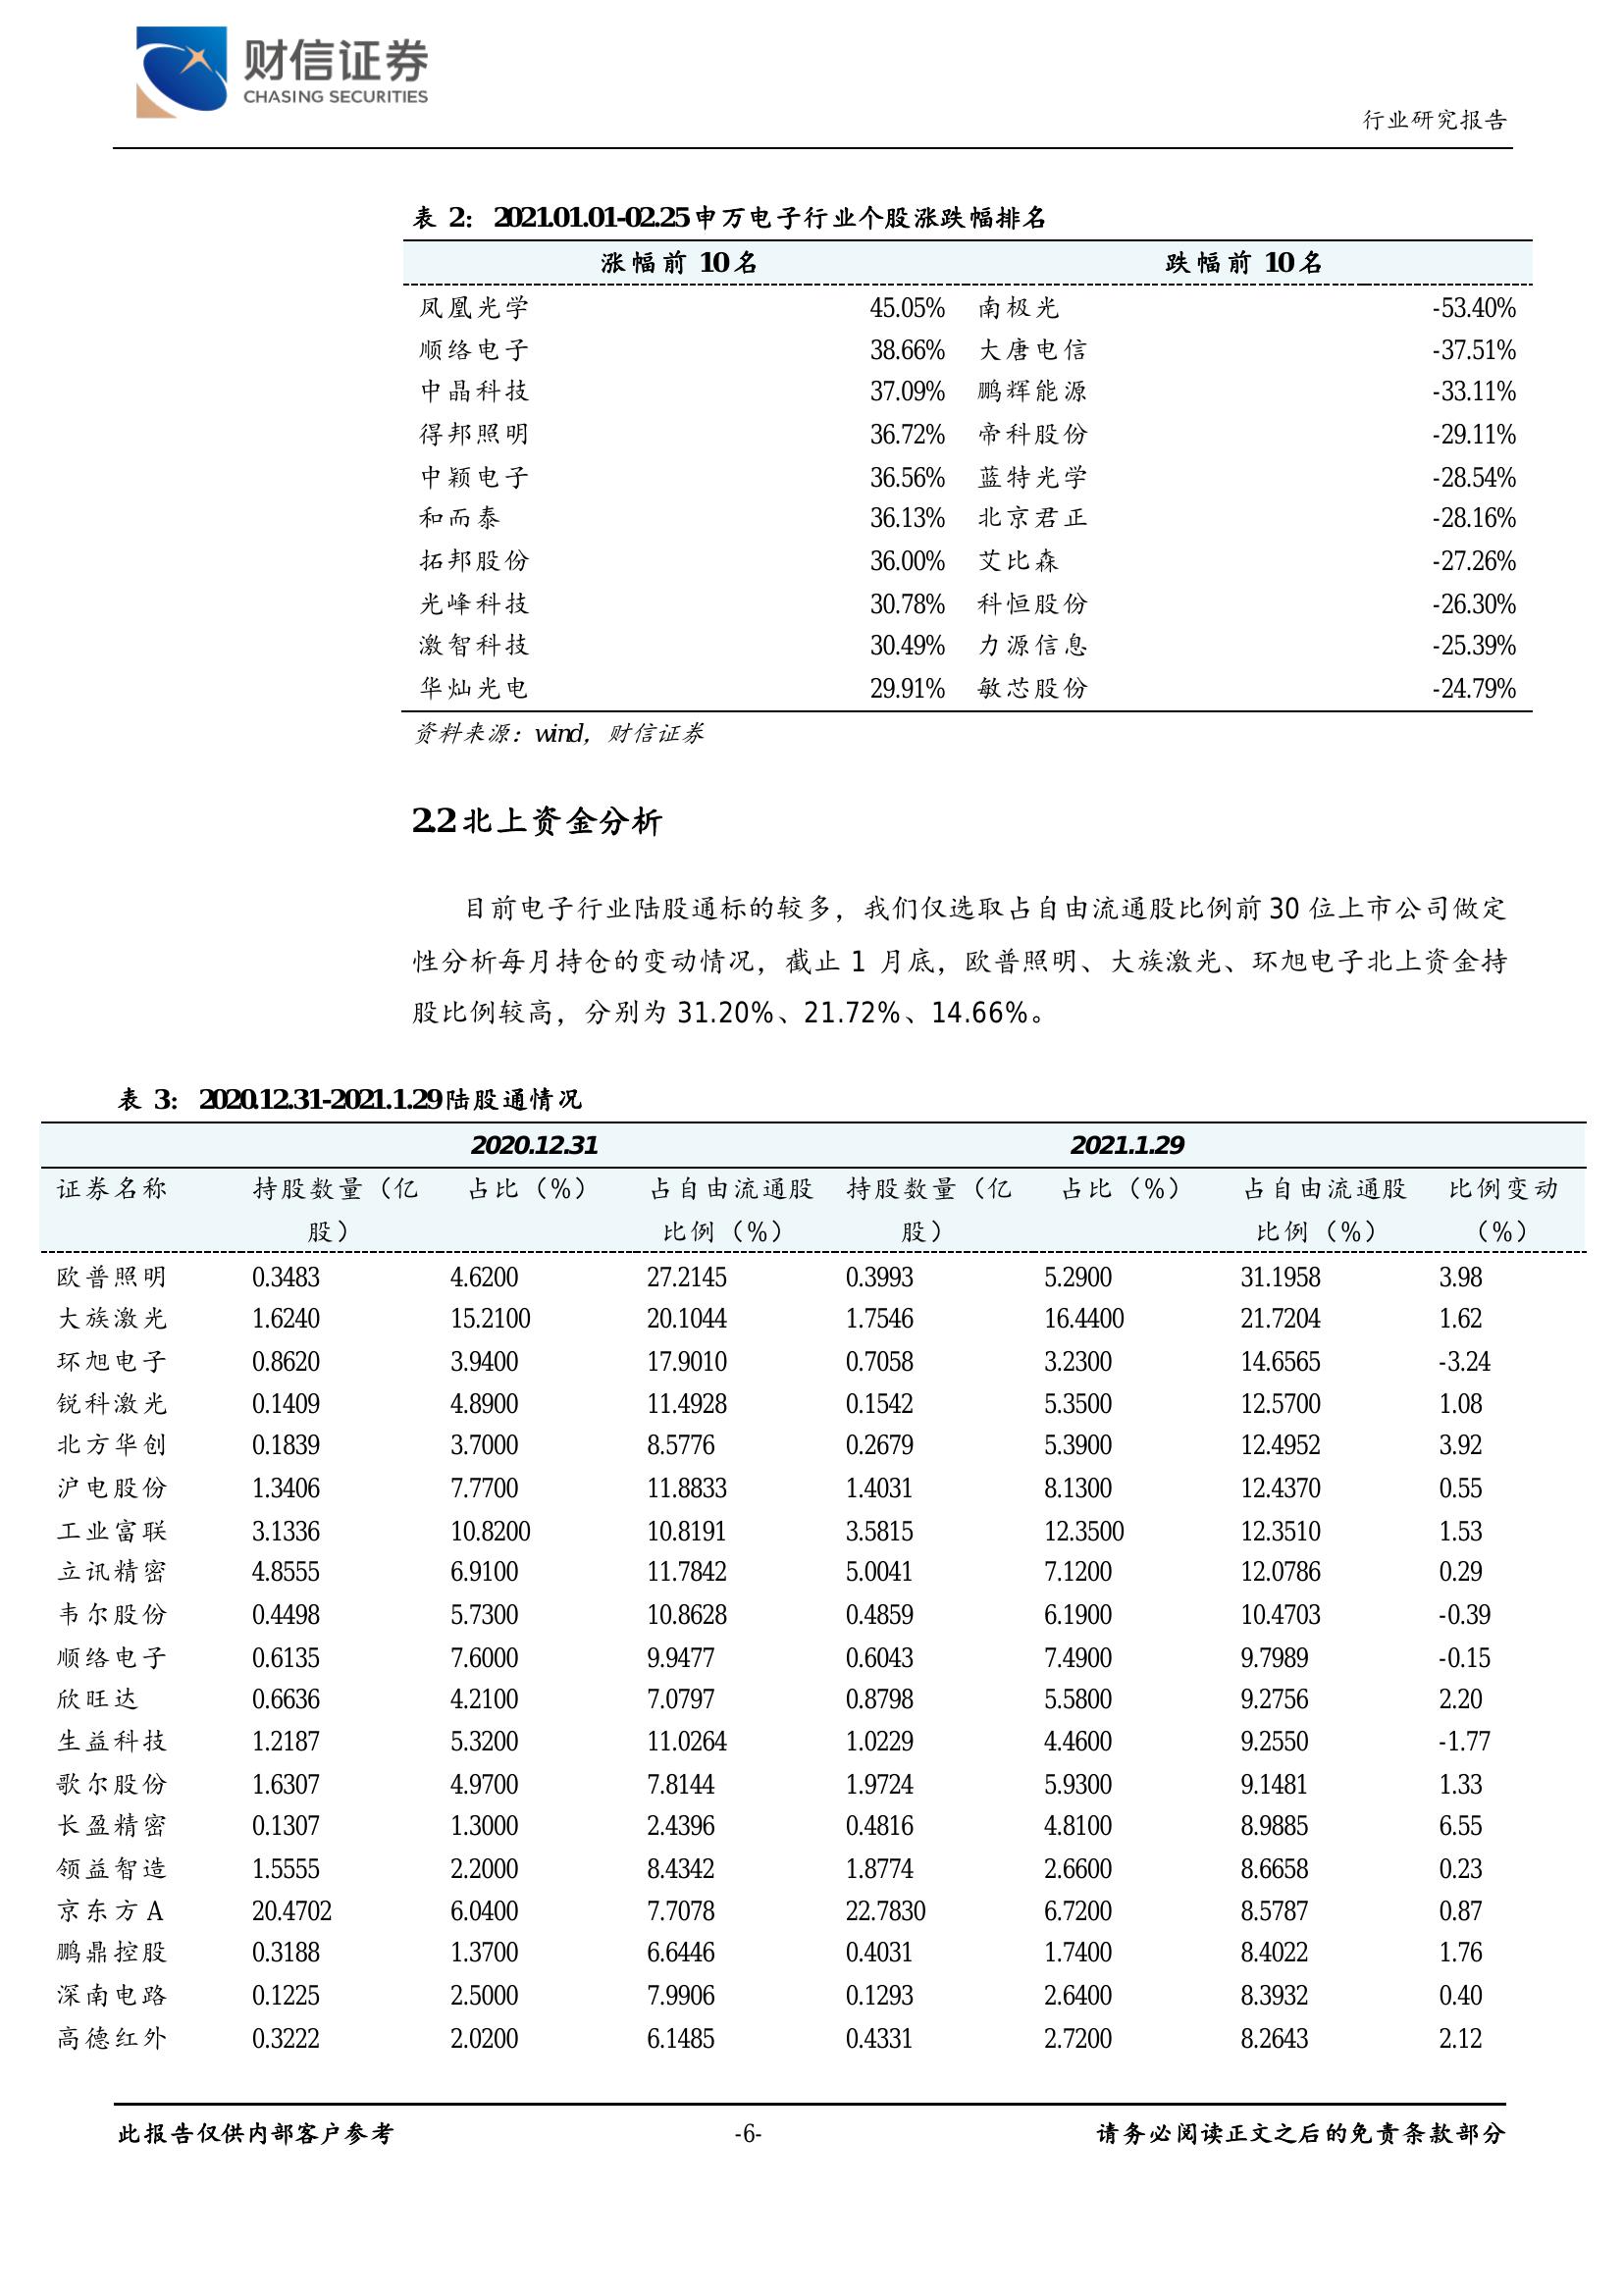 财信证券
CHASING SECURITIES
行业研究报告
表 2：2021.01.01-02.25申万电子行业个股涨跌幅排名
涨幅前 10名 跌幅前 10名
凤凰光学 45.05% 南极光 -53.40%
顺络电子 38.66% 大唐电信 -37.51%
中晶科技 37.09% 鹏辉能源 -33.11%
得邦照明 36.72% 帝科股份 -29.11%
中颖电子 36.56% 蓝特光学 -28.54%
和而泰 36.13% 北京君正 -28.16%
拓邦股份 36.00% 艾比森 -27.26%
光峰科技 30.78% 科恒股份 -26.30%
激智科技 30.49% 力源信息 -25.39%
华灿光电 29.91% 敏芯股份 -24.79%
资料来源：wind，财信证券
2.2北上资金分析
目前电子行业陆股通标的较多，我们仅选取占自由流通股比例前 30 位上市公司做定
性分析每月持仓的变动情况，截止 1 月底，欧普照明、大族激光、环旭电子北上资金持
股比例较高，分别为 31.20%、21.72%、14.66%。
表 3：2020.12.31-2021.1.29陆股通情况
2020.12.31 2021.1.29
证券名称 持股数量（亿 占比（%） 占自由流通股 持股数量（亿 占比（%） 占自由流通股 比例变动
股） 比例（%） 股） 比例（%） （%）
欧普照明 0.3483 4.6200 27.2145 0.3993 5.2900 31.1958 3.98
大族激光 1.6240 15.2100 20.1044 1.7546 16.4400 21.7204 1.62
环旭电子 0.8620 3.9400 17.9010 0.7058 3.2300 14.6565 -3.24
锐科激光 0.1409 4.8900 11.4928 0.1542 5.3500 12.5700 1.08
北方华创 0.1839 3.7000 8.5776 0.2679 5.3900 12.4952 3.92
沪电股份 1.3406 7.7700 11.8833 1.4031 8.1300 12.4370 0.55
工业富联 3.1336 10.8200 10.8191 3.5815 12.3500 12.3510 1.53
立讯精密 4.8555 6.9100 11.7842 5.0041 7.1200 12.0786 0.29
韦尔股份 0.4498 5.7300 10.8628 0.4859 6.1900 10.4703 -0.39
顺络电子 0.6135 7.6000 9.9477 0.6043 7.4900 9.7989 -0.15
欣旺达 0.6636 4.2100 7.0797 0.8798 5.5800 9.2756 2.20
生益科技 1.2187 5.3200 11.0264 1.0229 4.4600 9.2550 -1.77
歌尔股份 1.6307 4.9700 7.8144 1.9724 5.9300 9.1481 1.33
长盈精密 0.1307 1.3000 2.4396 0.4816 4.8100 8.9885 6.55
领益智造 1.5555 2.2000 8.4342 1.8774 2.6600 8.6658 0.23
京东方 A 20.4702 6.0400 7.7078 22.7830 6.7200 8.5787 0.87
鹏鼎控股 0.3188 1.3700 6.6446 0.4031 1.7400 8.4022 1.76
深南电路 0.1225 2.5000 7.9906 0.1293 2.6400 8.3932 0.40
高德红外 0.3222 2.0200 6.1485 0.4331 2.7200 8.2643 2.12
此报告仅供内部客户参考 -6- 请务必阅读正文之后的免责条款部分